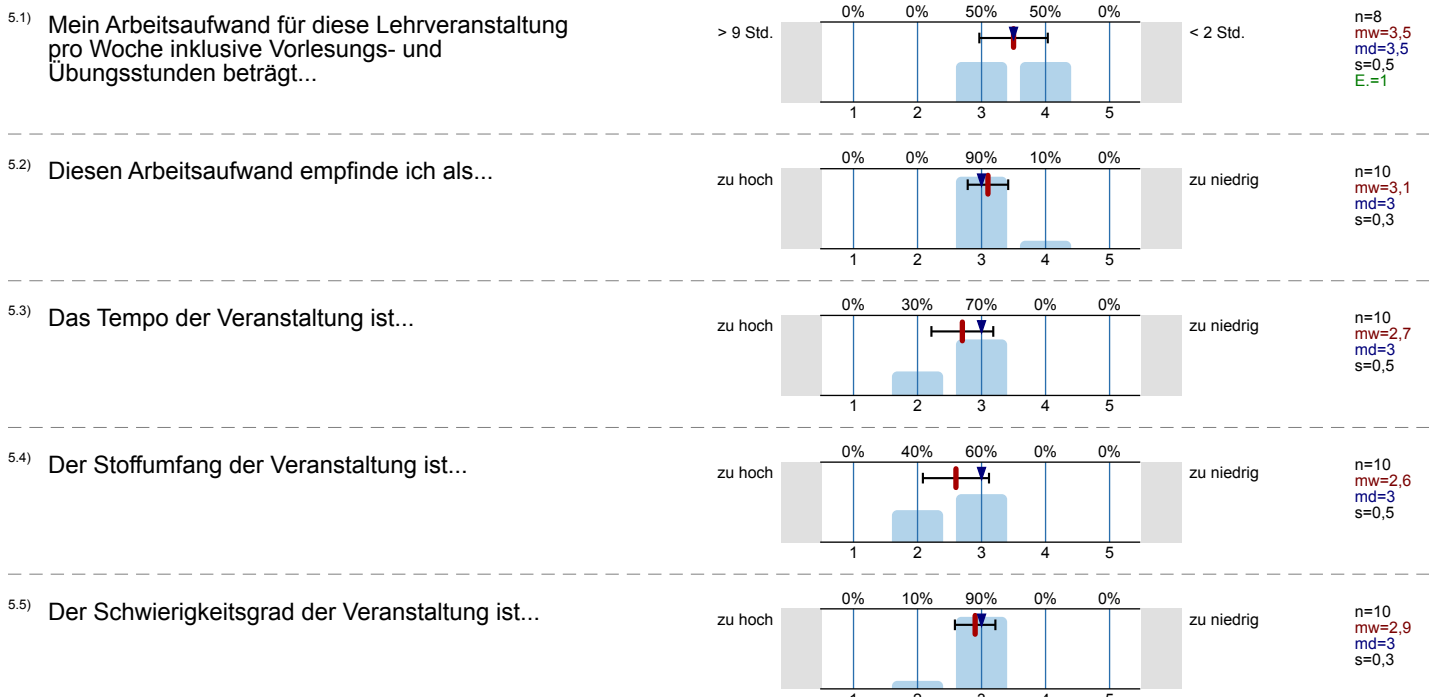 5.1) Mein Arbeitsaufwand für diese Lehrveranstaltung
pro Woche inklusive Vorlesungs- und
Übungsstunden beträgt...
0% 0% 50% 50% 0%
> 9 Std. < 2 Std.
1 2 3 4 5
n=8
mw=3,5
md=3,5
s=0,5
E.=1
5.2) Diesen Arbeitsaufwand empfinde ich als...
0% 0% 90% 10% 0%
zu hoch zu niedrig
1 2 3 4 5
n=10
mw=3,1
md=3
s=0,3
5.3) Das Tempo der Veranstaltung ist...
0% 30% 70% 0% 0%
zu hoch zu niedrig
1 2 3 4 5
n=10
mw=2,7
md=3
s=0,5
5.4) Der Stoffumfang der Veranstaltung ist...
0% 40% 60% 0% 0%
zu hoch zu niedrig
1 2 3 4 5
n=10
mw=2,6
md=3
s=0,5
5.5) Der Schwierigkeitsgrad der Veranstaltung ist...
0% 10% 90% 0% 0%
zu hoch zu niedrig
1 2 3 4 5
n=10
mw=2,9
md=3
s=0,3